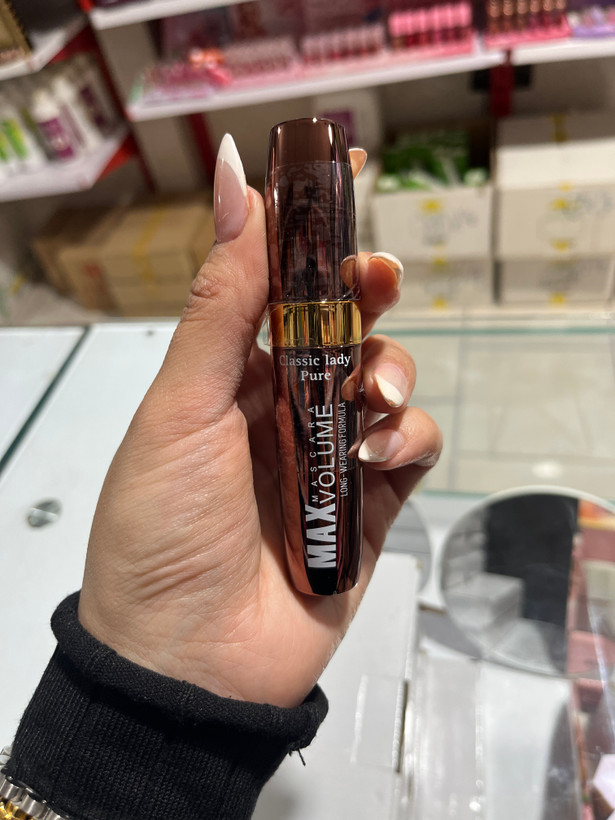 Classic lady
Pure
MAX
MASCARA
VOLUME
LONG-WEARING FORMULA